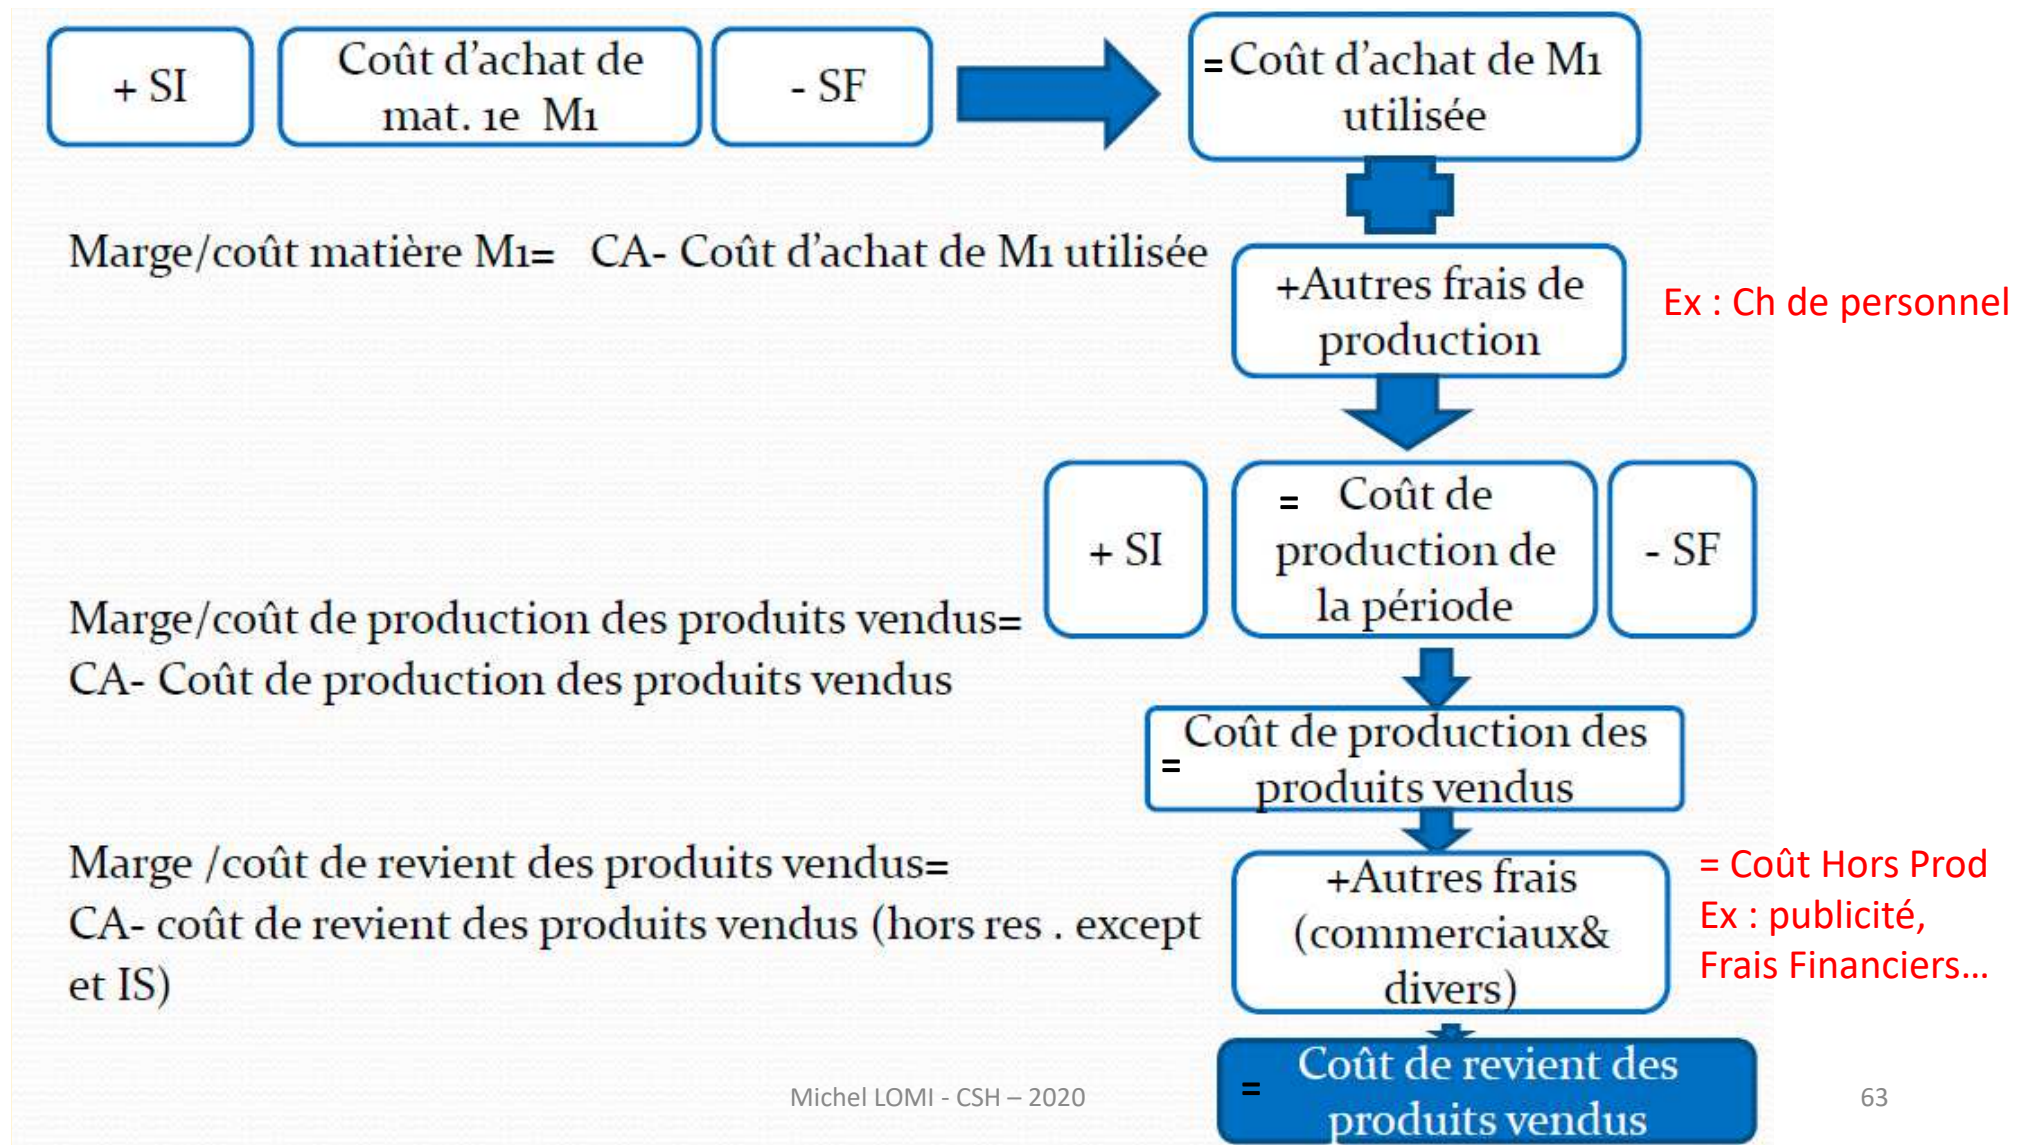 + SI
Coût d'achat de
mat. 1e M1
- SF
=Coût d'achat de M1
utilisée
Marge/coût matière M1= CA- Coût d'achat de M1 utilisée
+Autres frais de
production
Ex : Ch de personnel
+ SI
= Coût de
production de
la période
- SF
Marge/coût de production des produits vendus=
CA- Coût de production des produits vendus
= Coût de production des
produits vendus
Marge /coût de revient des produits vendus=
CA- coût de revient des produits vendus (hors res . except
et IS)
+Autres frais
(commerciaux&
divers)
= Coût Hors Prod
Ex : publicité,
Frais Financiers...
= Coût de revient des
produits vendus
Michel LOMI - CSH – 2020
63